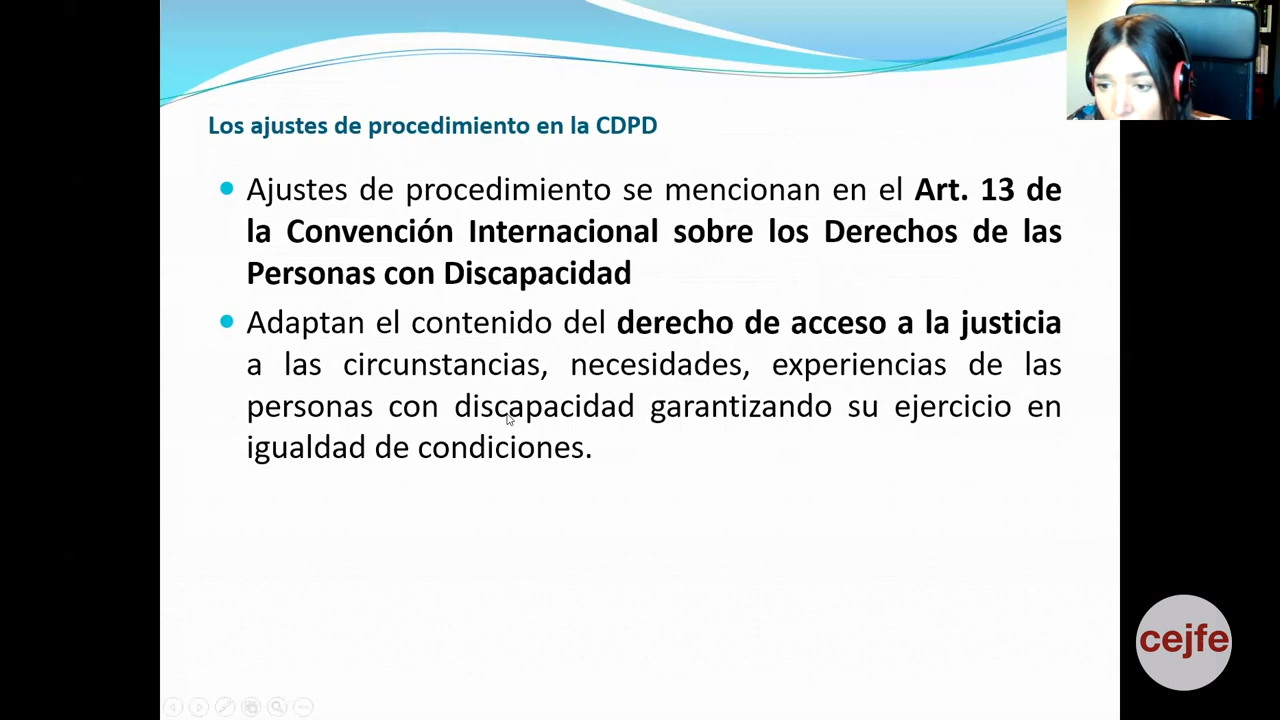 Los ajustes de procedimiento en la CDPD
Ajustes de procedimiento se mencionan en el Art. 13 de
la Convención Internacional sobre los Derechos de las
Personas con Discapacidad
Adaptan el contenido del derecho de acceso a la justicia
a las circunstancias, necesidades, experiencias de las
personas con discapacidad garantizando su ejercicio en
igualdad de condiciones.
cejfe